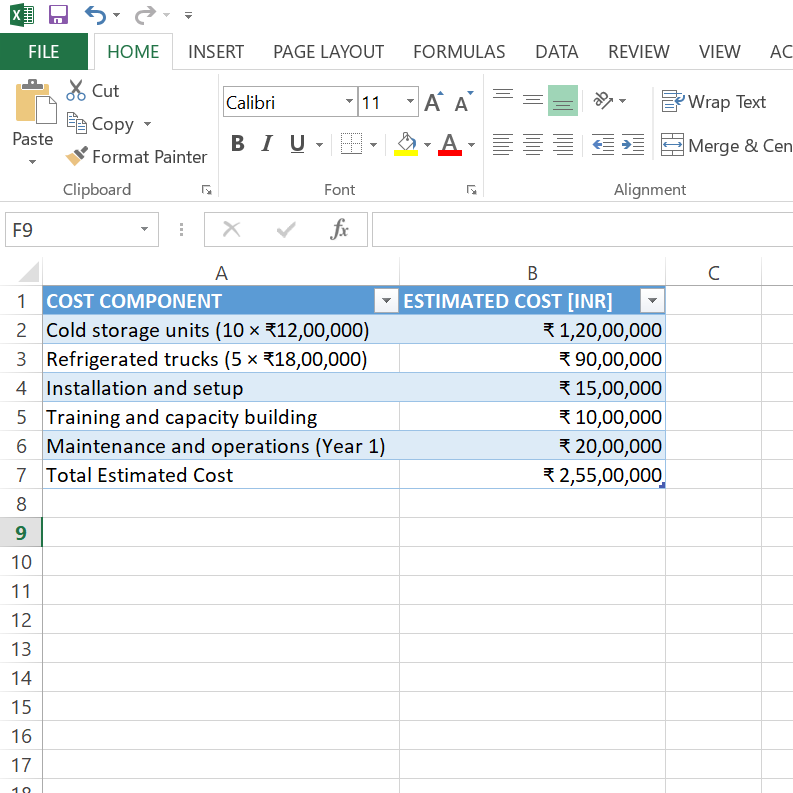 FILE HOME INSERT PAGE LAYOUT FORMULAS DATA REVIEW VIEW AC
Cut
Copy
Format Painter
Paste
Clipboard
Calibri 11 A A
B I U A
Font
Wrap Text
Merge & Cen
Alignment
F9 fx
A B C
1 COST COMPONENT ESTIMATED COST [INR]
2 Cold storage units (10 × ₹12,00,000) ₹ 1,20,00,000
3 Refrigerated trucks (5 × ₹18,00,000) ₹ 90,00,000
4 Installation and setup ₹ 15,00,000
5 Training and capacity building ₹ 10,00,000
6 Maintenance and operations (Year 1) ₹ 20,00,000
7 Total Estimated Cost ₹ 2,55,00,000
8
9
10
11
12
13
14
15
16
17
18